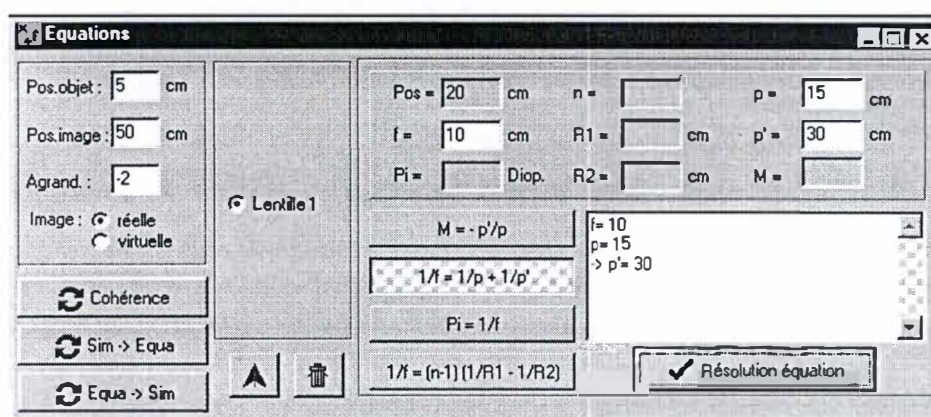 Equations
Pos.objet : 5 cm
Pos.image : 50 cm
Agrand. : -2
Image : réelle
virtuelle
Cohérence
Sim -> Equa
Equa -> Sim
Lentille 1
Pos = 20 cm n = p = 15 cm
f = 10 cm R1 = cm p' = 30 cm
Pi = Diop. R2 = cm M =
M = - p'/p
1/f = 1/p + 1/p'
Pi = 1/f
1/f = (n-1) (1/R1 - 1/R2)
f= 10
p= 15
-> p'= 30
Résolution équation